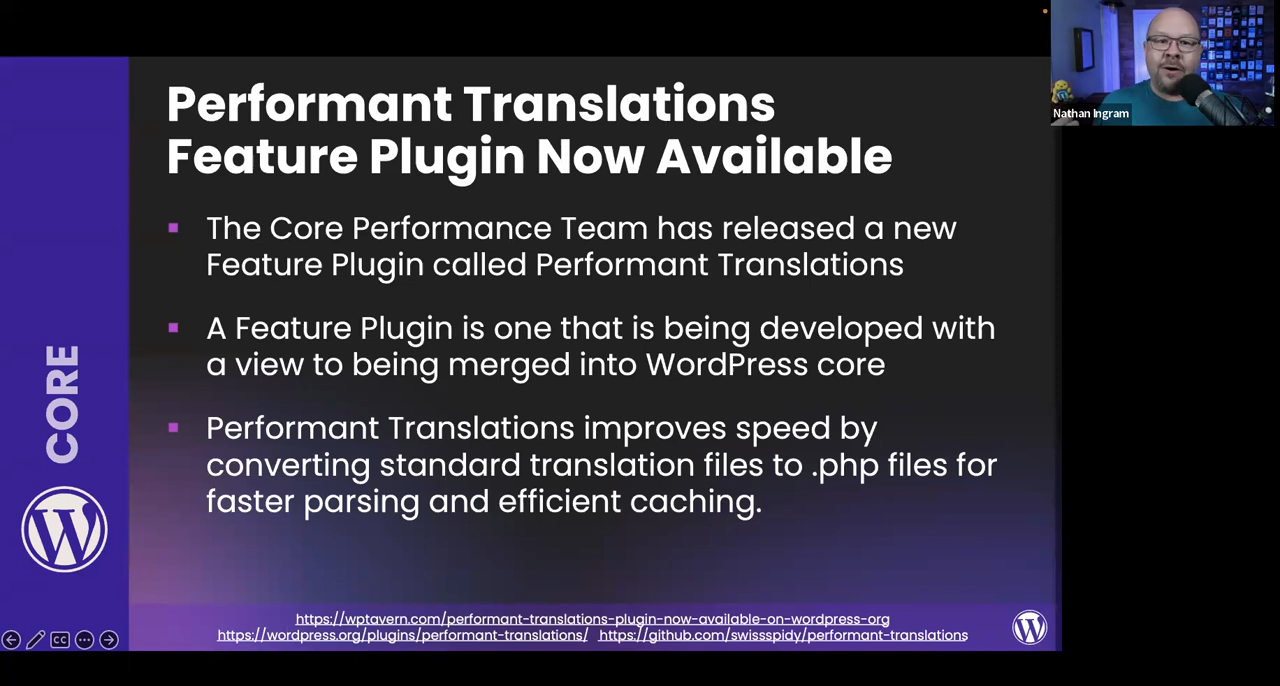 Nathan Ingram
Performant Translations
Feature Plugin Now Available
The Core Performance Team has released a new
Feature Plugin called Performant Translations
A Feature Plugin is one that is being developed with
a view to being merged into WordPress core
Performant Translations improves speed by
converting standard translation files to .php files for
faster parsing and efficient caching.
CORE
https://wptavern.com/performant-translations-plugin-now-available-on-wordpress-org
https://wordpress.org/plugins/performant-translations/ https://github.com/swissspidy/performant-translations
CC